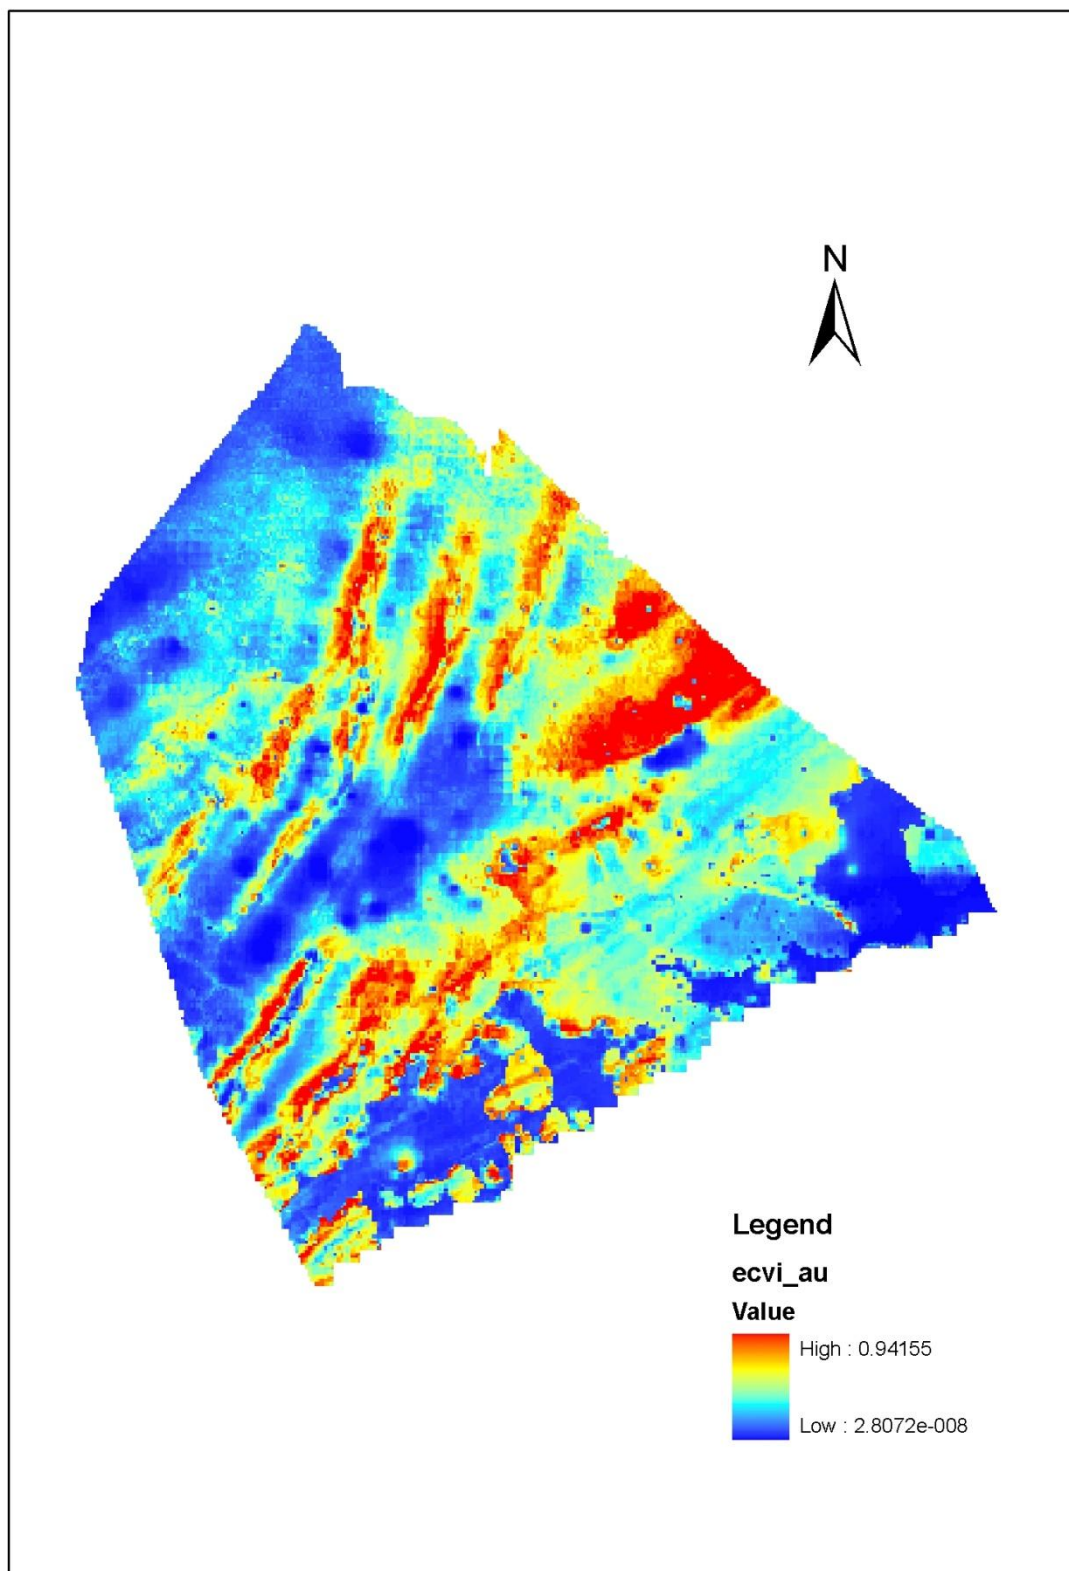 N
Legend
ecvi_au
Value
High : 0.94155
Low : 2.8072e-008